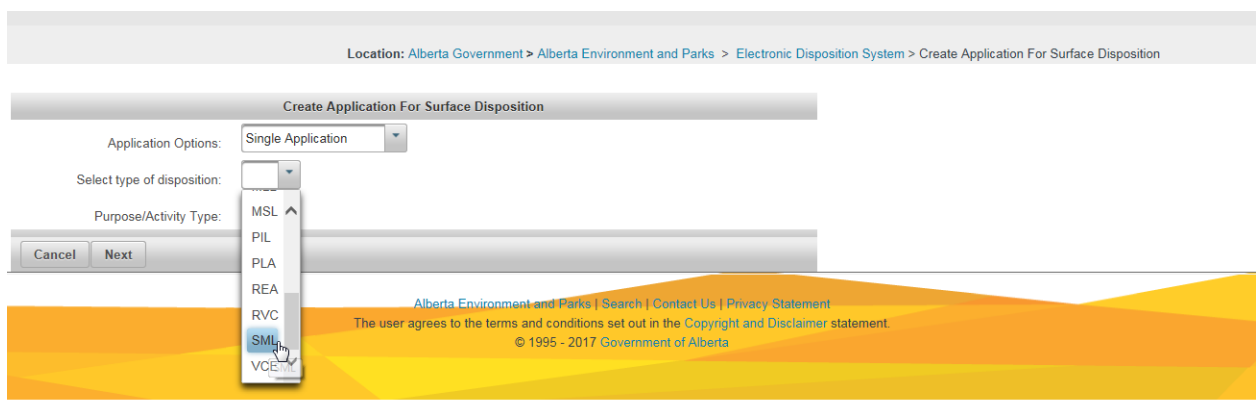 Location: Alberta Government > Alberta Environment and Parks > Electronic Disposition System > Create Application For Surface Disposition
Create Application For Surface Disposition
Application Options: Single Application
Select type of disposition:
MSL
Purpose/Activity Type:
PIL
Cancel Next
PLA
REA
RVC
SML
VCE
SML
Alberta Environment and Parks | Search | Contact Us | Privacy Statement
The user agrees to the terms and conditions set out in the Copyright and Disclaimer statement.
© 1995 - 2017 Government of Alberta